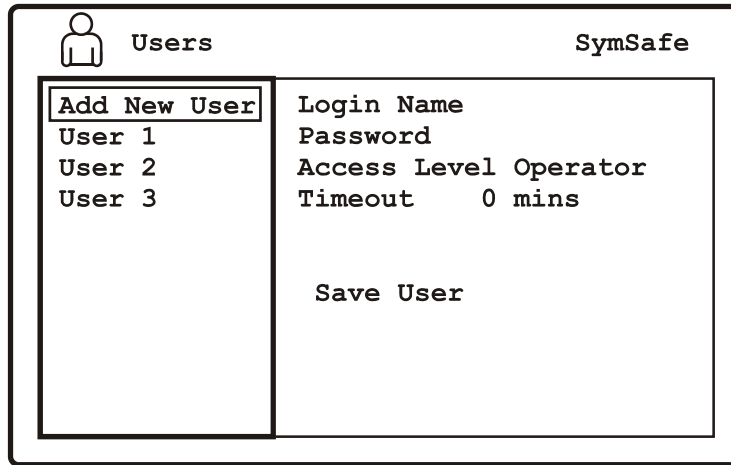 Users SymSafe
Add New User
User 1
User 2
User 3
Login Name
Password
Access Level Operator
Timeout 0 mins
Save User